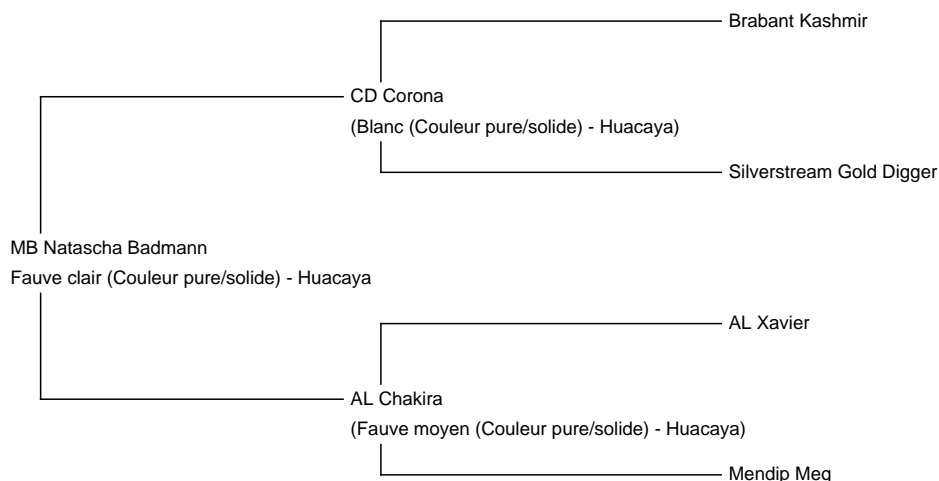 Brabant Kashmir
CD Corona
(Blanc (Couleur pure/solide) - Huacaya)
Silverstream Gold Digger
MB Natascha Badmann
Fauve clair (Couleur pure/solide) - Huacaya
AL Xavier
AL Chakira
(Fauve moyen (Couleur pure/solide) - Huacaya)
Mendip Meg